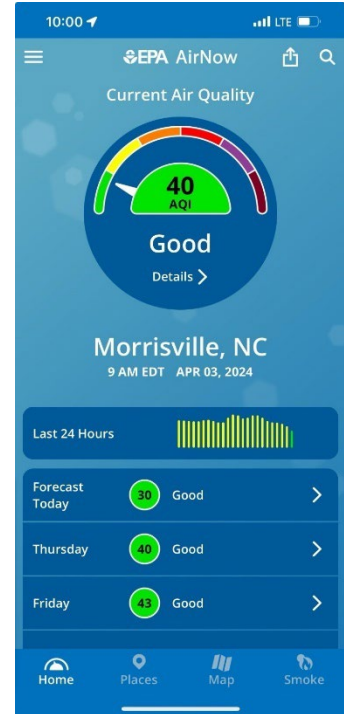 10:00 LTE
EPA AirNow
Current Air Quality
40
AQI
Good
Details
Morrisville, NC
9 AM EDT APR 03, 2024
Last 24 Hours
Forecast
Today 30 Good
Thursday 40 Good
Friday 43 Good
Home Places Map Smoke